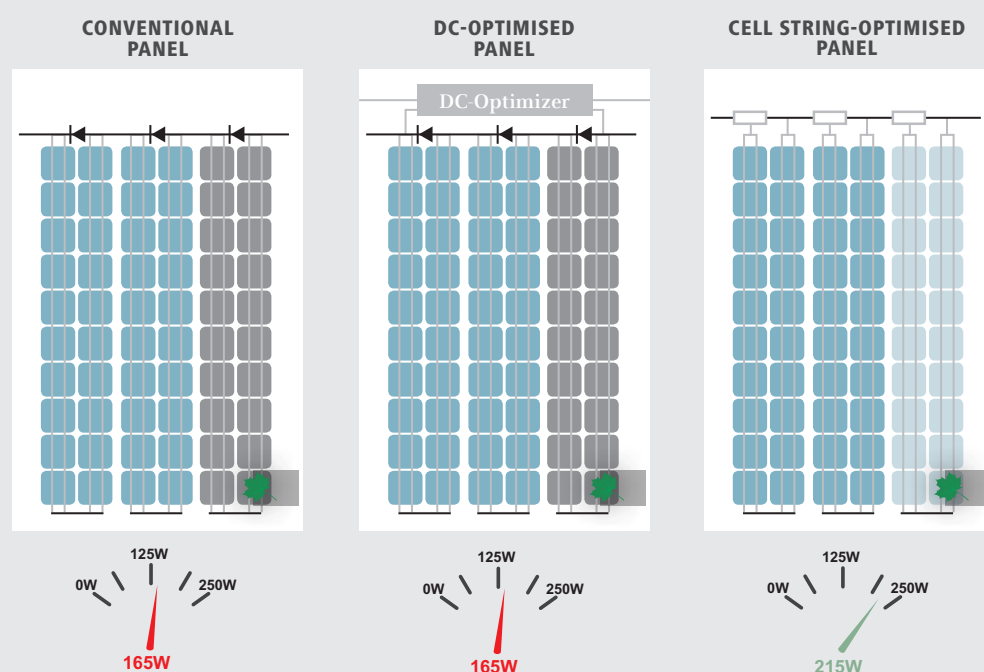 CONVENTIONAL
PANEL
DC-OPTIMISED
PANEL
CELL STRING-OPTIMISED
PANEL
DC-Optimizer
0W
125W
250W
165W
0W
125W
250W
165W
0W
125W
250W
215W